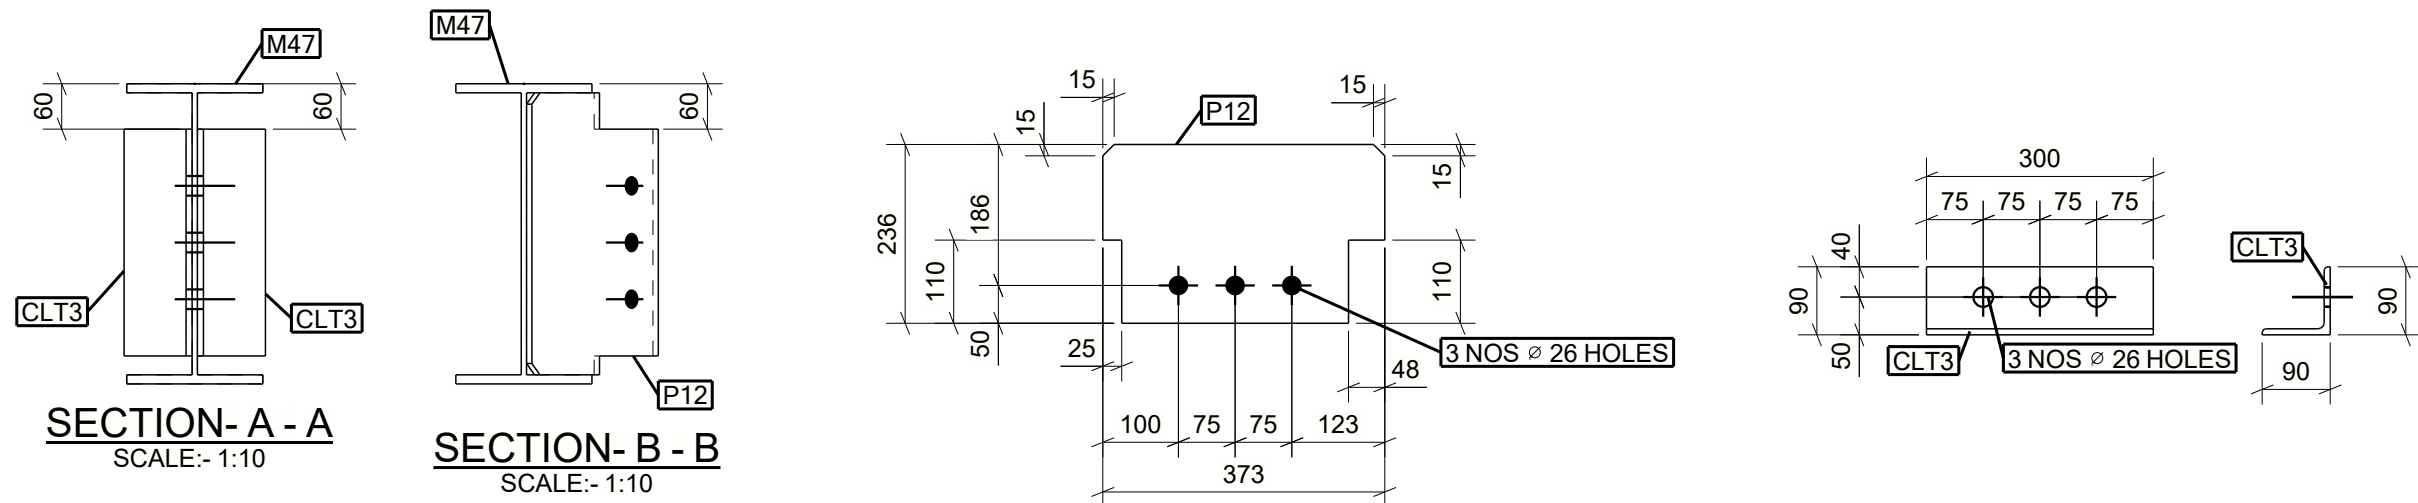 M47
60
60
CLT3
CLT3
SECTION- A - A
SCALE:- 1:10
M47
60
P12
SECTION- B - B
SCALE:- 1:10
15
15
P12
15
15
236
186
110
110
50
25
48
3 NOS ⌀ 26 HOLES
100 75 75 123
373
300
75 75 75 75
40
90
50
CLT3
3 NOS ⌀ 26 HOLES
CLT3
90
90